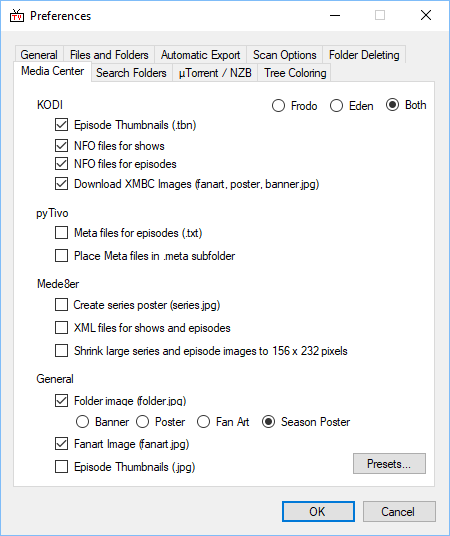 TV Preferences
General Files and Folders Automatic Export Scan Options Folder Deleting
Media Center Search Folders µTorrent / NZB Tree Coloring
KODI Frodo Eden Both
Episode Thumbnails (.tbn)
NFO files for shows
NFO files for episodes
Download XMBC Images (fanart, poster, banner.jpg)
pyTivo
Meta files for episodes (.txt)
Place Meta files in .meta subfolder
Mede8er
Create series poster (series.jpg)
XML files for shows and episodes
Shrink large series and episode images to 156 x 232 pixels
General
Folder image (folder.jpg)
Banner Poster Fan Art Season Poster
Fanart Image (fanart.jpg)
Episode Thumbnails (.jpg)
Presets...
OK Cancel